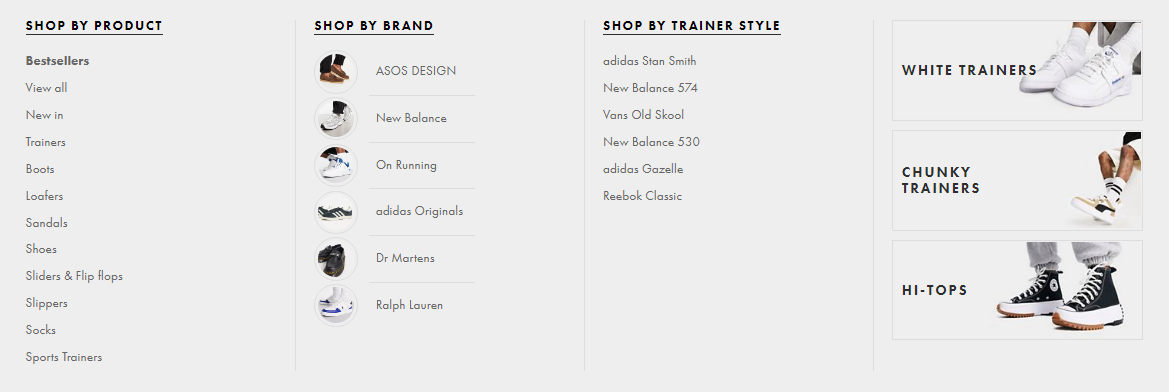 SHOP BY PRODUCT
Bestsellers
View all
New in
Trainers
Boots
Loafers
Sandals
Shoes
Sliders & Flip flops
Slippers
Socks
Sports Trainers
SHOP BY BRAND
ASOS DESIGN
New Balance
On Running
adidas Originals
Dr Martens
Ralph Lauren
SHOP BY TRAINER STYLE
adidas Stan Smith
New Balance 574
Vans Old Skool
New Balance 530
adidas Gazelle
Reebok Classic
WHITE TRAINERS
CHUNKY
TRAINERS
HI-TOPS